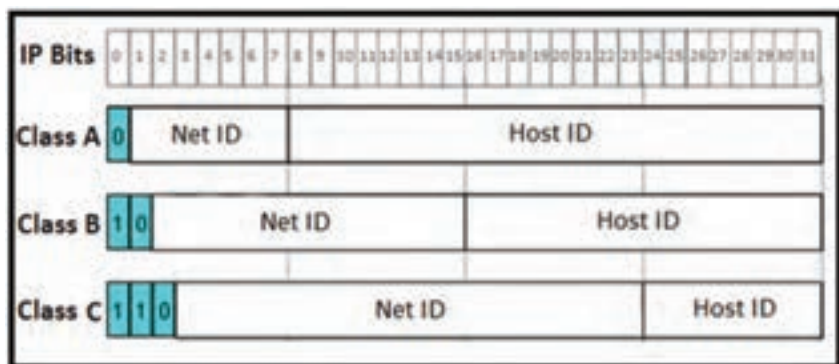 IP Bits 0 1 2 3 4 5 6 7 8 9 10 11 12 13 14 15 16 17 18 19 20 21 22 23 24 25 26 27 28 29 30 31
Class A 0 Net ID Host ID
Class B 1 0 Net ID Host ID
Class C 1 1 0 Net ID Host ID